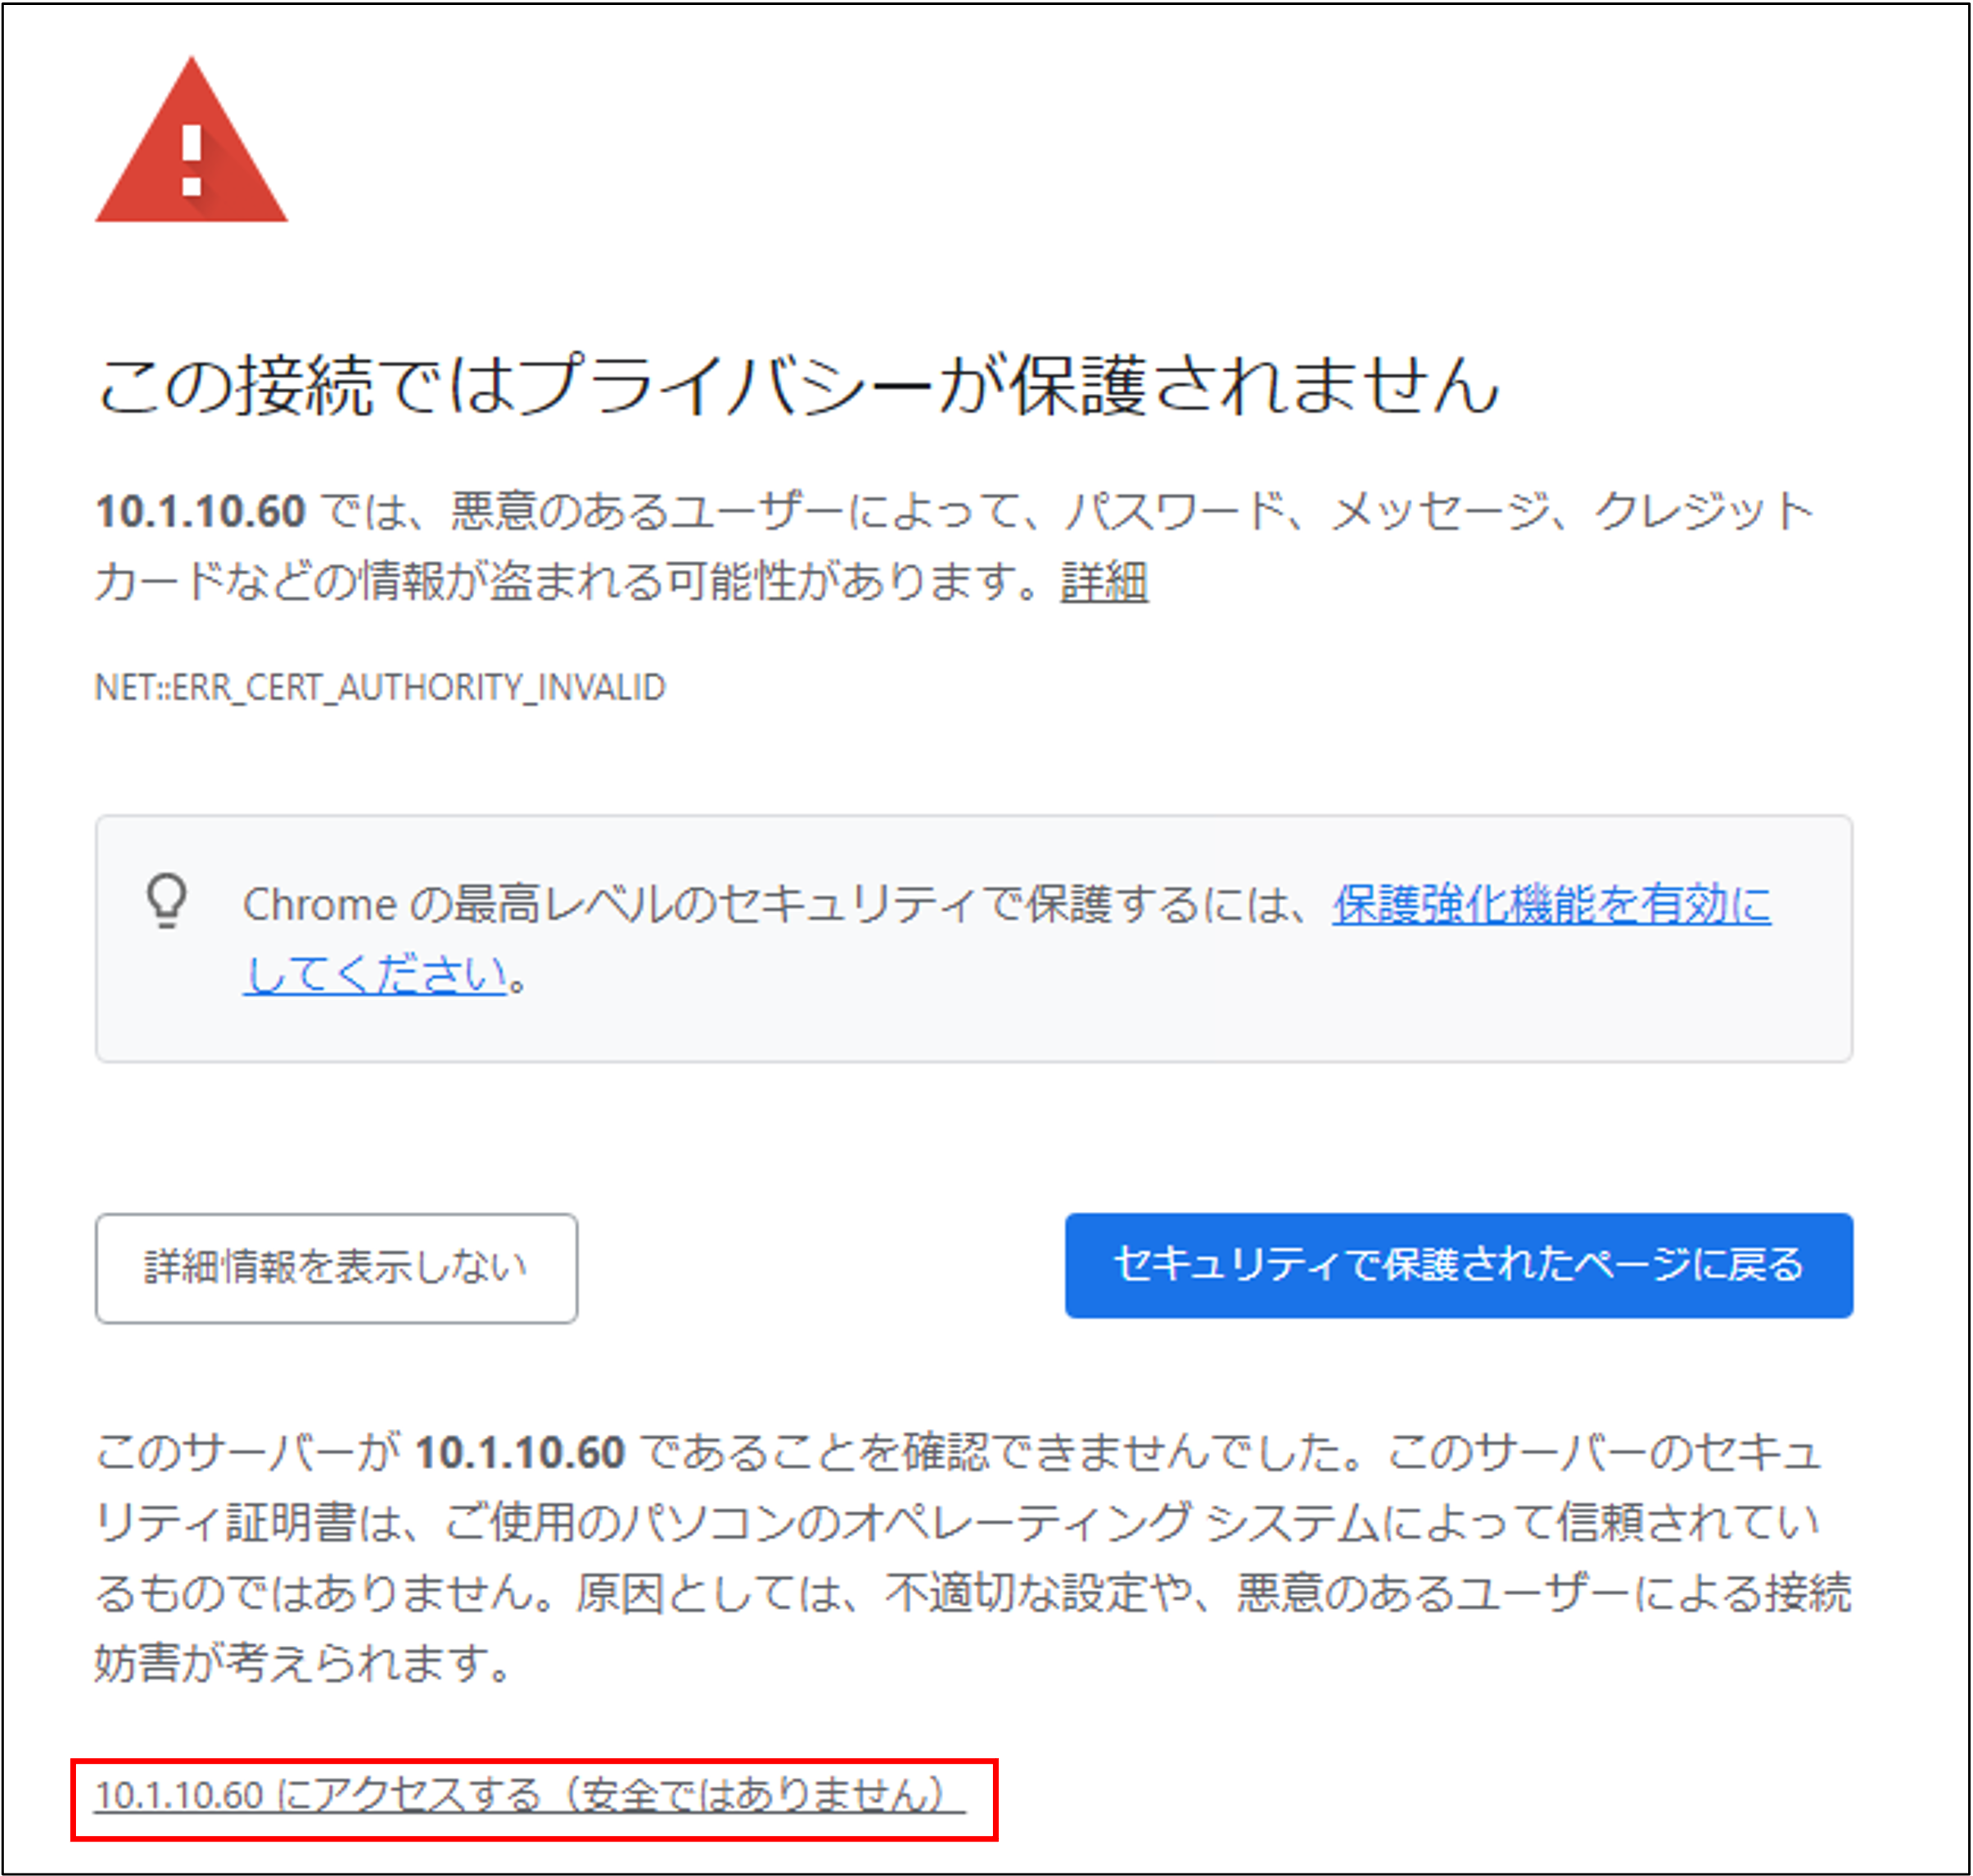 この接続ではプライバシーが保護されません
10.1.10.60 では、悪意のあるユーザーによって、パスワード、メッセージ、クレジット
カードなどの情報が盗まれる可能性があります。詳細
NET::ERR_CERT_AUTHORITY_INVALID
Chrome の最高レベルのセキュリティで保護するには、保護強化機能を有効に
してください。
詳細情報を表示しない
セキュリティで保護されたページに戻る
このサーバーが 10.1.10.60 であることを確認できませんでした。このサーバーのセキュ
リティ証明書は、ご使用のパソコンのオペレーティング システムによって信頼されてい
るものではありません。原因としては、不適切な設定や、悪意のあるユーザーによる接続
妨害が考えられます。
10.1.10.60 にアクセスする（安全ではありません）